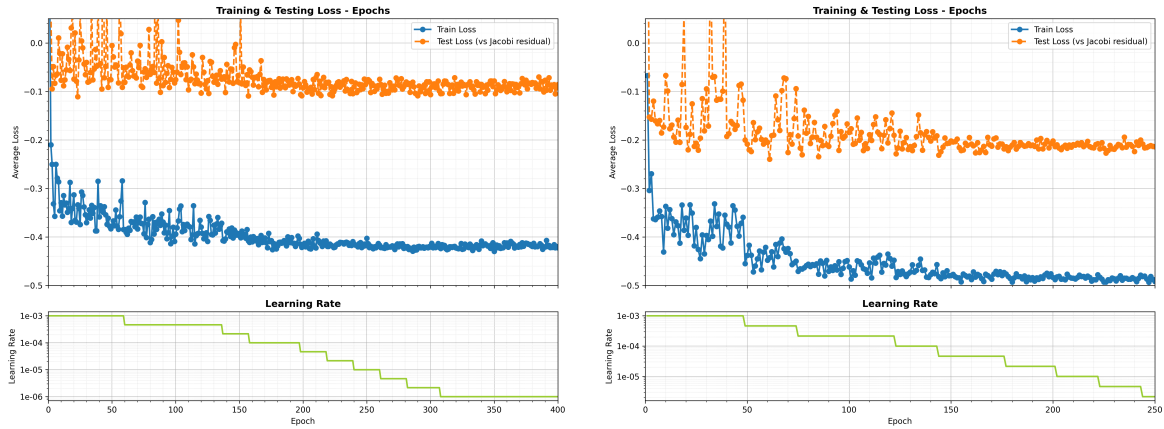 Training & Testing Loss - Epochs
Train Loss
Test Loss (vs Jacobi residual)
Average Loss
0.0
−0.1
−0.2
−0.3
−0.4
−0.5
Learning Rate
Learning Rate
1e-03
1e-04
1e-05
1e-06
0 50 100 150 200 250 300 350 400
Epoch
Training & Testing Loss - Epochs
Train Loss
Test Loss (vs Jacobi residual)
Average Loss
0.0
−0.1
−0.2
−0.3
−0.4
−0.5
Learning Rate
Learning Rate
1e-03
1e-04
1e-05
0 50 100 150 200 250
Epoch